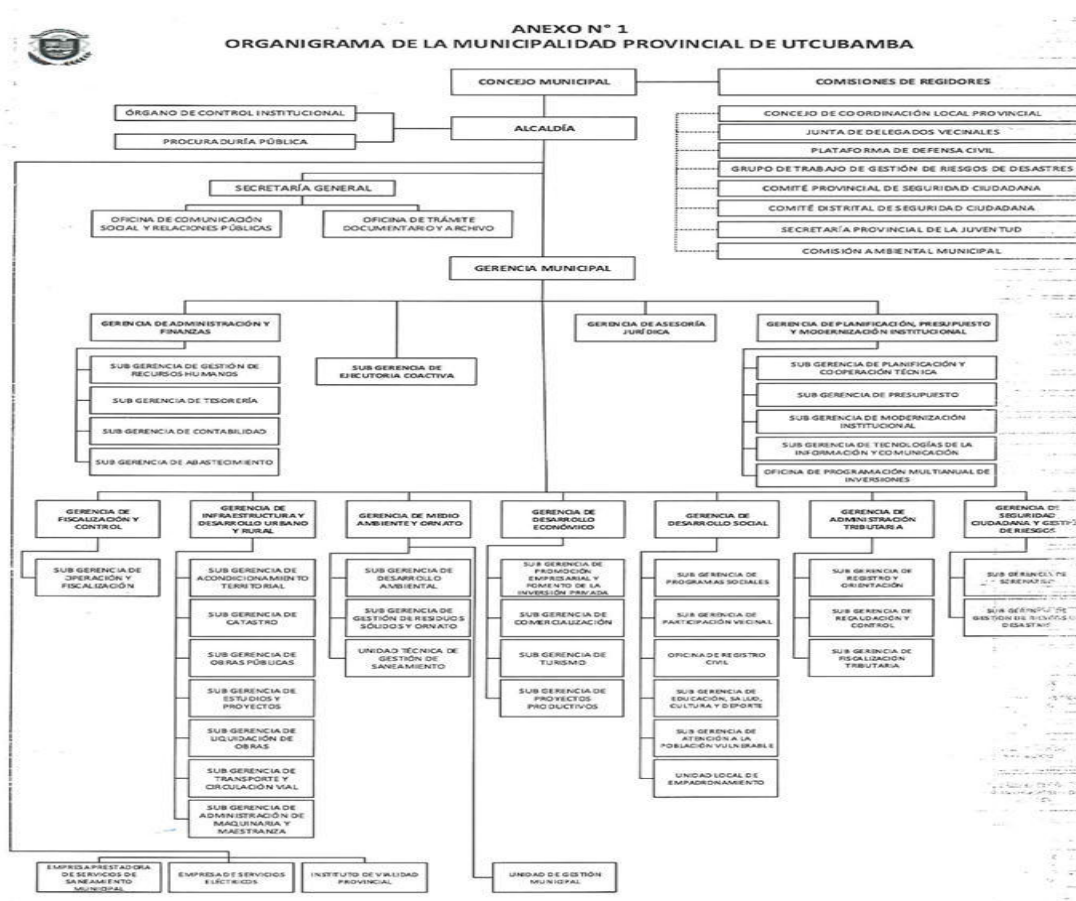 ANEXO N° 1
ORGANIGRAMA DE LA MUNICIPALIDAD PROVINCIAL DE UTCUBAMBA
CONCEJO MUNICIPAL
COMISIONES DE REGIDORES
ÓRGANO DE CONTROL INSTITUCIONAL
PROCURADURÍA PÚBLICA
ALCALDÍA
CONCEJO DE COORDINACIÓN LOCAL PROVINCIAL
JUNTA DE DELEGADOS VECINALES
PLATAFORMA DE DEFENSA CIVIL
GRUPO DE TRABAJO DE GESTIÓN DE RIESGOS DE DESASTRES
COMITÉ PROVINCIAL DE SEGURIDAD CIUDADANA
COMITÉ DISTRITAL DE SEGURIDAD CIUDADANA
SECRETARÍA PROVINCIAL DE LA JUVENTUD
COMISIÓN AMBIENTAL MUNICIPAL
SECRETARÍA GENERAL
OFICINA DE COMUNICACIÓN
SOCIAL Y RELACIONES PÚBLICAS
OFICINA DE TRÁMITE
DOCUMENTARIO Y ARCHIVO
GERENCIA MUNICIPAL
GERENCIA DE ADMINISTRACIÓN Y
FINANZAS
SUB GERENCIA DE GESTIÓN DE
RECURSOS HUMANOS
SUB GERENCIA DE TESORERÍA
SUB GERENCIA DE CONTABILIDAD
SUB GERENCIA DE ABASTECIMIENTO
SUB GERENCIA DE
EJECUTORIA COACTIVA
GERENCIA DE ASESORÍA
JURÍDICA
GERENCIA DE PLANIFICACIÓN, PRESUPUESTO
Y MODERNIZACIÓN INSTITUCIONAL
SUB GERENCIA DE PLANIFICACIÓN Y
COOPERACIÓN TÉCNICA
SUB GERENCIA DE PRESUPUESTO
SUB GERENCIA DE MODERNIZACIÓN
INSTITUCIONAL
SUB GERENCIA DE TECNOLOGÍAS DE LA
INFORMACIÓN Y COMUNICACIÓN
OFICINA DE PROGRAMACIÓN MULTIANUAL DE
INVERSIONES
GERENCIA DE
FISCALIZACIÓN Y
CONTROL
SUB GERENCIA DE
OPERACIÓN Y
FISCALIZACIÓN
GERENCIA DE
INFRAESTRUCTURA Y
DESARROLLO URBANO
Y RURAL
SUB GERENCIA DE
ACONDICIONAMIENTO
TERRITORIAL
SUB GERENCIA DE
CATASTRO
SUB GERENCIA DE
OBRAS PÚBLICAS
SUB GERENCIA DE
ESTUDIOS Y
PROYECTOS
SUB GERENCIA DE
LIQUIDACIÓN DE
OBRAS
SUB GERENCIA DE
TRANSPORTE Y
CIRCULACIÓN VIAL
SUB GERENCIA DE
ADMINISTRACIÓN DE
MAQUINARIA Y
MAESTRANZA
GERENCIA DE MEDIO
AMBIENTE Y ORNATO
SUB GERENCIA DE
DESARROLLO
AMBIENTAL
SUB GERENCIA DE
GESTIÓN DE RESIDUOS
SÓLIDOS Y ORNATO
UNIDAD TÉCNICA DE
GESTIÓN DE
SANEAMIENTO
GERENCIA DE
DESARROLLO
ECONÓMICO
SUB GERENCIA DE
PROMOCIÓN
EMPRESARIAL Y
FOMENTO DE LA
INVERSIÓN PRIVADA
SUB GERENCIA DE
COMERCIALIZACIÓN
SUB GERENCIA DE
TURISMO
SUB GERENCIA DE
PROYECTOS
PRODUCTIVOS
GERENCIA DE
DESARROLLO SOCIAL
SUB GERENCIA DE
PROGRAMAS SOCIALES
SUB GERENCIA DE
PARTICIPACIÓN VECINAL
OFICINA DE REGISTRO
CIVIL
SUB GERENCIA DE
EDUCACIÓN, SALUD,
CULTURA Y DEPORTE
SUB GERENCIA DE
ATENCIÓN A LA
POBLACIÓN VULNERABLE
UNIDAD LOCAL DE
EMPADRONAMIENTO
GERENCIA DE
ADMINISTRACIÓN
TRIBUTARIA
SUB GERENCIA DE
REGISTRO Y
ORIENTACIÓN
SUB GERENCIA DE
RECAUDACIÓN Y
CONTROL
SUB GERENCIA DE
FISCALIZACIÓN
TRIBUTARIA
GERENCIA DE
SEGURIDAD
CIUDADANA Y
DE RIESGOS
SUB GERENCIA DE
SUB GERENCIA DE
GESTIÓN DE RIESGOS
EMPRESA PRESTADORA
DE SERVICIOS DE
SANEAMIENTO
MUNICIPAL
EMPRESA DE SERVICIOS
ELÉCTRICOS
INSTITUTO DE VIALIDAD
PROVINCIAL
UNIDAD DE GESTIÓN
MUNICIPAL